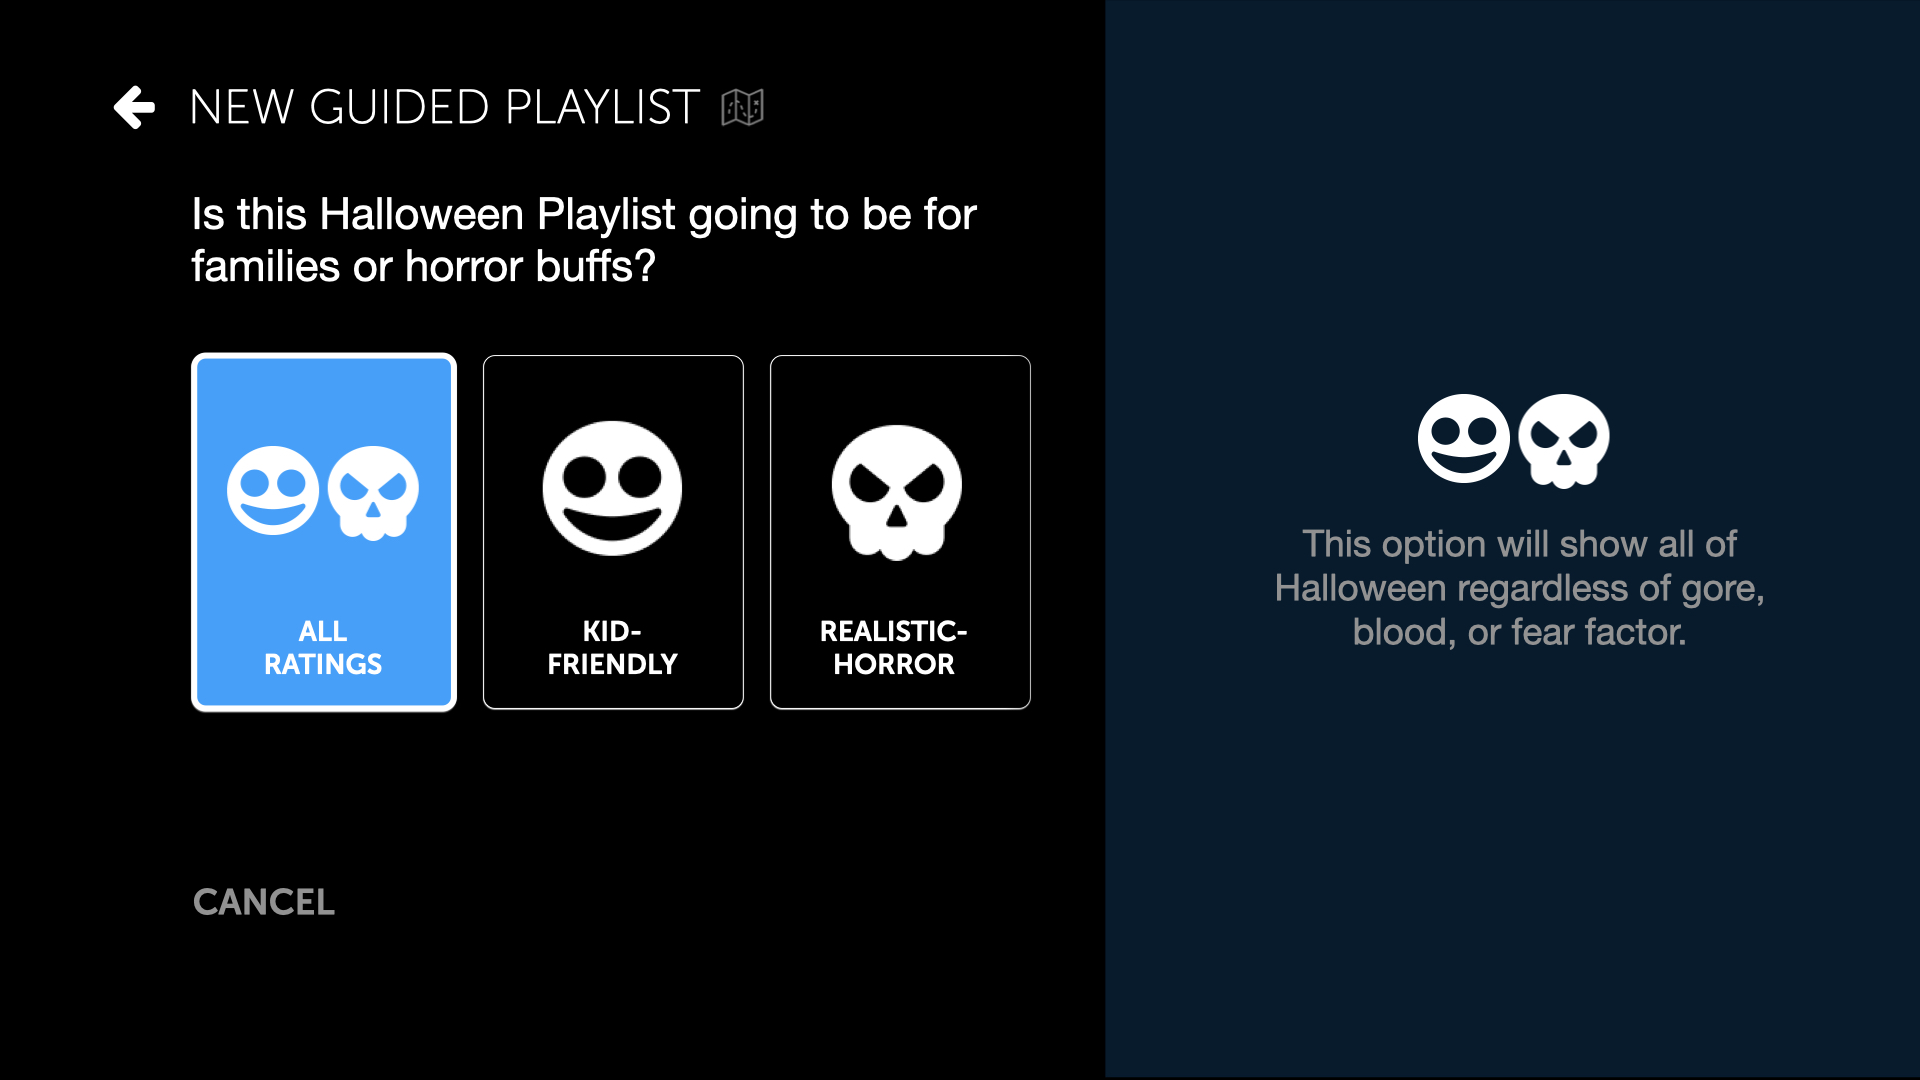 NEW GUIDED PLAYLIST
Is this Halloween Playlist going to be for
families or horror buffs?
ALL
RATINGS
KID-
FRIENDLY
REALISTIC-
HORROR
CANCEL
This option will show all of
Halloween regardless of gore,
blood, or fear factor.